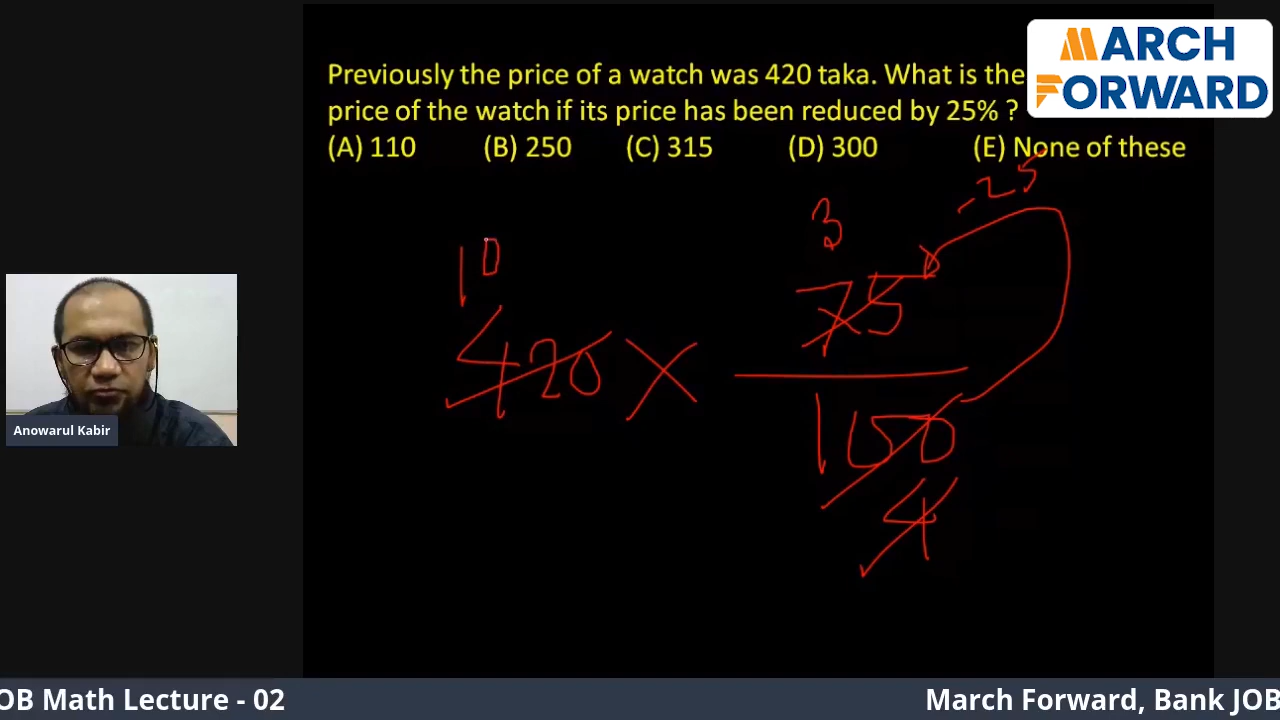 MARCH
FORWARD
Previously the price of a watch was 420 taka. What is the
price of the watch if its price has been reduced by 25% ?
(A) 110 (B) 250 (C) 315 (D) 300 (E) None of these
-25
3
10
75
420 X
100
4
Anowarul Kabir
OB Math Lecture - 02
March Forward, Bank JOB